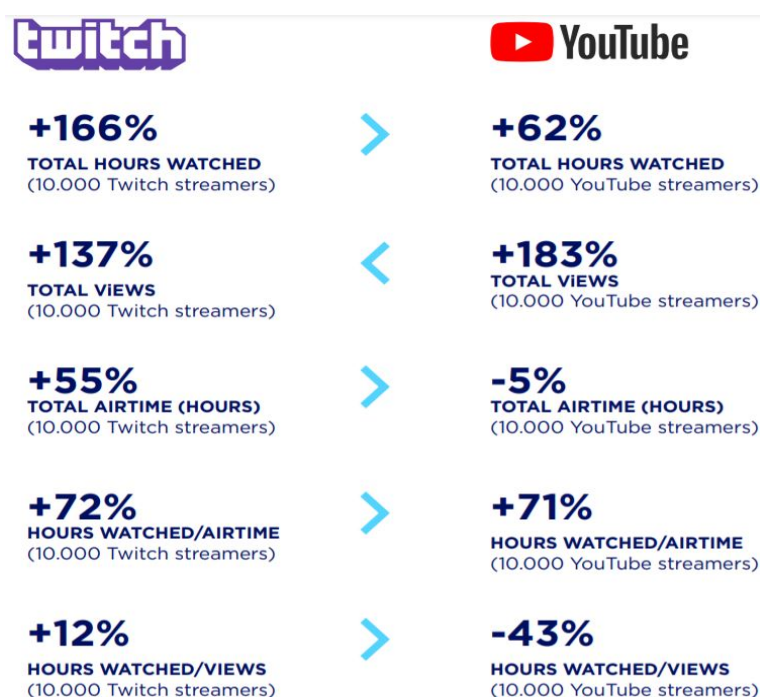 twitch
YouTube
+166%
TOTAL HOURS WATCHED
(10.000 Twitch streamers)
>
+62%
TOTAL HOURS WATCHED
(10.000 YouTube streamers)
+137%
TOTAL ViEWS
(10.000 Twitch streamers)
<
+183%
TOTAL ViEWS
(10.000 YouTube streamers)
+55%
TOTAL AIRTIME (HOURS)
(10.000 Twitch streamers)
>
-5%
TOTAL AIRTIME (HOURS)
(10.000 YouTube streamers)
+72%
HOURS WATCHED/AIRTIME
(10.000 Twitch streamers)
>
+71%
HOURS WATCHED/AIRTIME
(10.000 YouTube streamers)
+12%
HOURS WATCHED/ViEWS
(10.000 Twitch streamers)
>
-43%
HOURS WATCHED/ViEWS
(10.000 YouTube streamers)